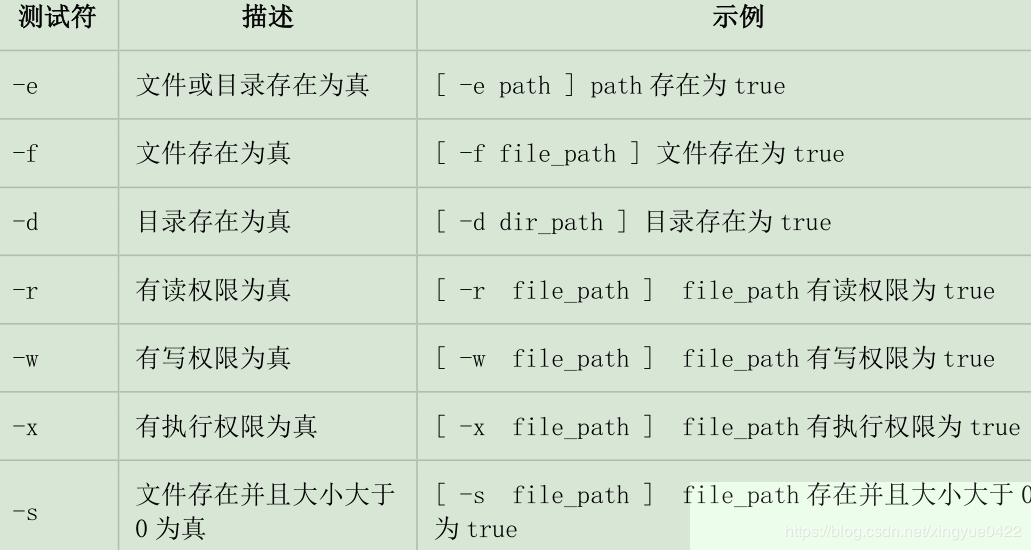 测试符 描述 示例
-e 文件或目录存在为真 [ -e path ] path 存在为 true
-f 文件存在为真 [ -f file_path ] 文件存在为 true
-d 目录存在为真 [ -d dir_path ] 目录存在为 true
-r 有读权限为真 [ -r  file_path ]  file_path 有读权限为 true
-w 有写权限为真 [ -w  file_path ]  file_path 有写权限为 true
-x 有执行权限为真 [ -x  file_path ]  file_path 有执行权限为 true
-s 文件存在并且大小大于 [ -s  file_path ]  file_path 存在并且大小大于 0
0 为真 为 true
https://blog.csdn.net/xingyue0422